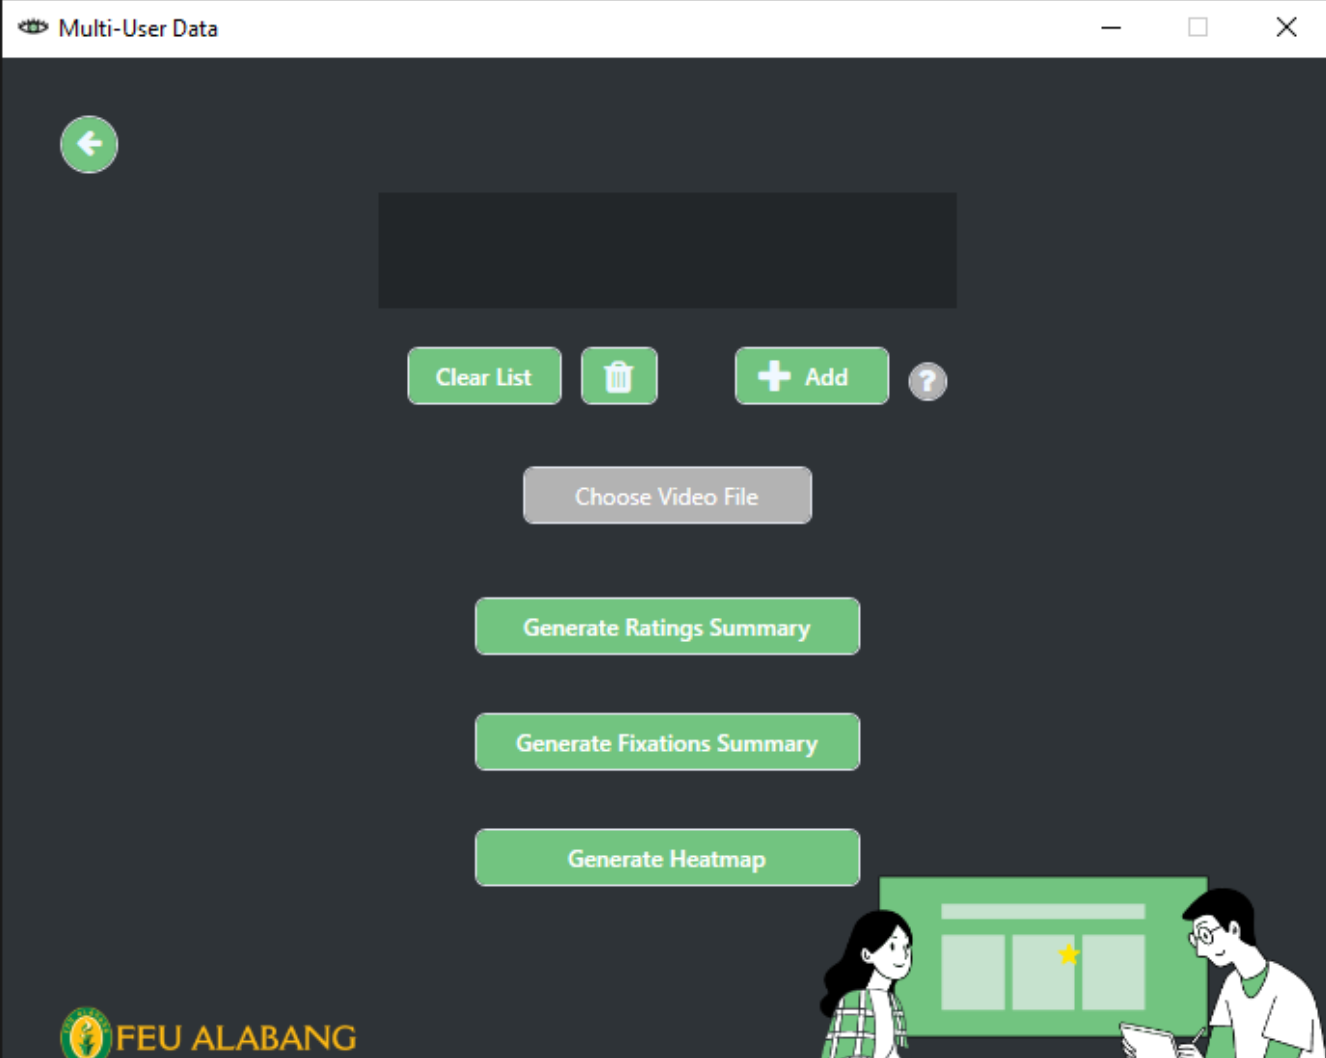 Multi-User Data
Clear List
Add
?
Choose Video File
Generate Ratings Summary
Generate Fixations Summary
Generate Heatmap
FEU ALABANG